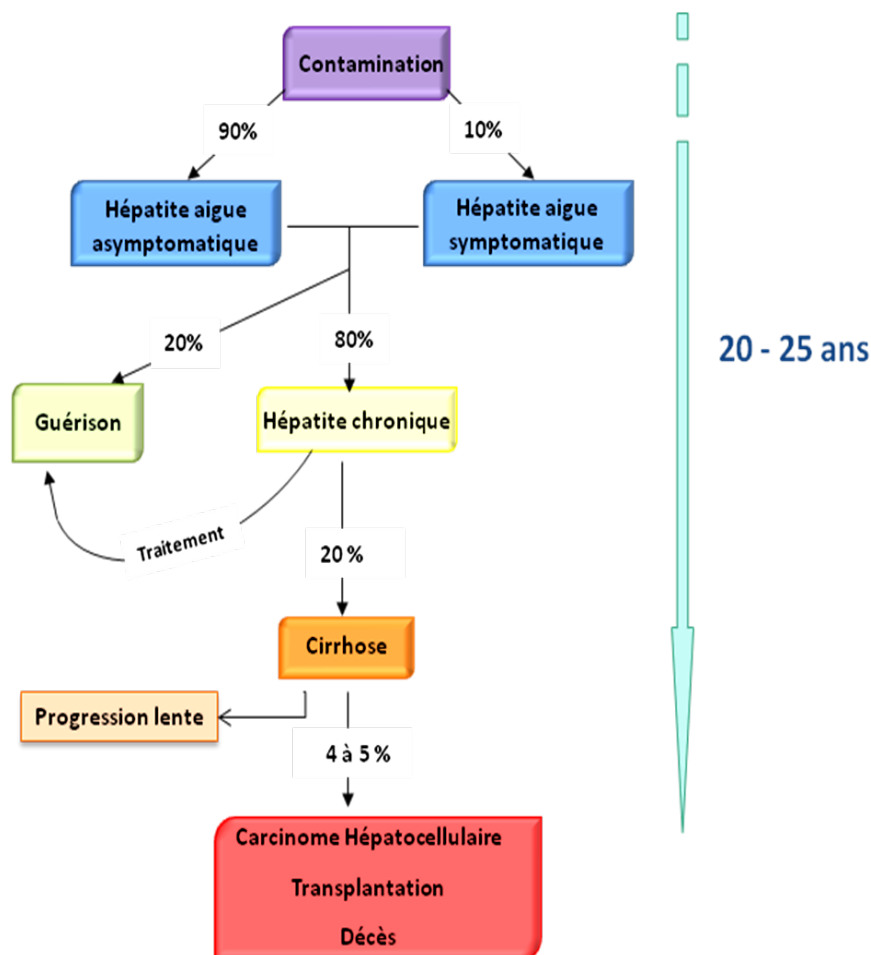 Contamination
90%
10%
Hépatite aigue
asymptomatique
Hépatite aigue
symptomatique
20%
80%
20 - 25 ans
Guérison
Hépatite chronique
Traitement
20 %
Cirrhose
Progression lente
4 à 5 %
Carcinome Hépatocellulaire
Transplantation
Décès